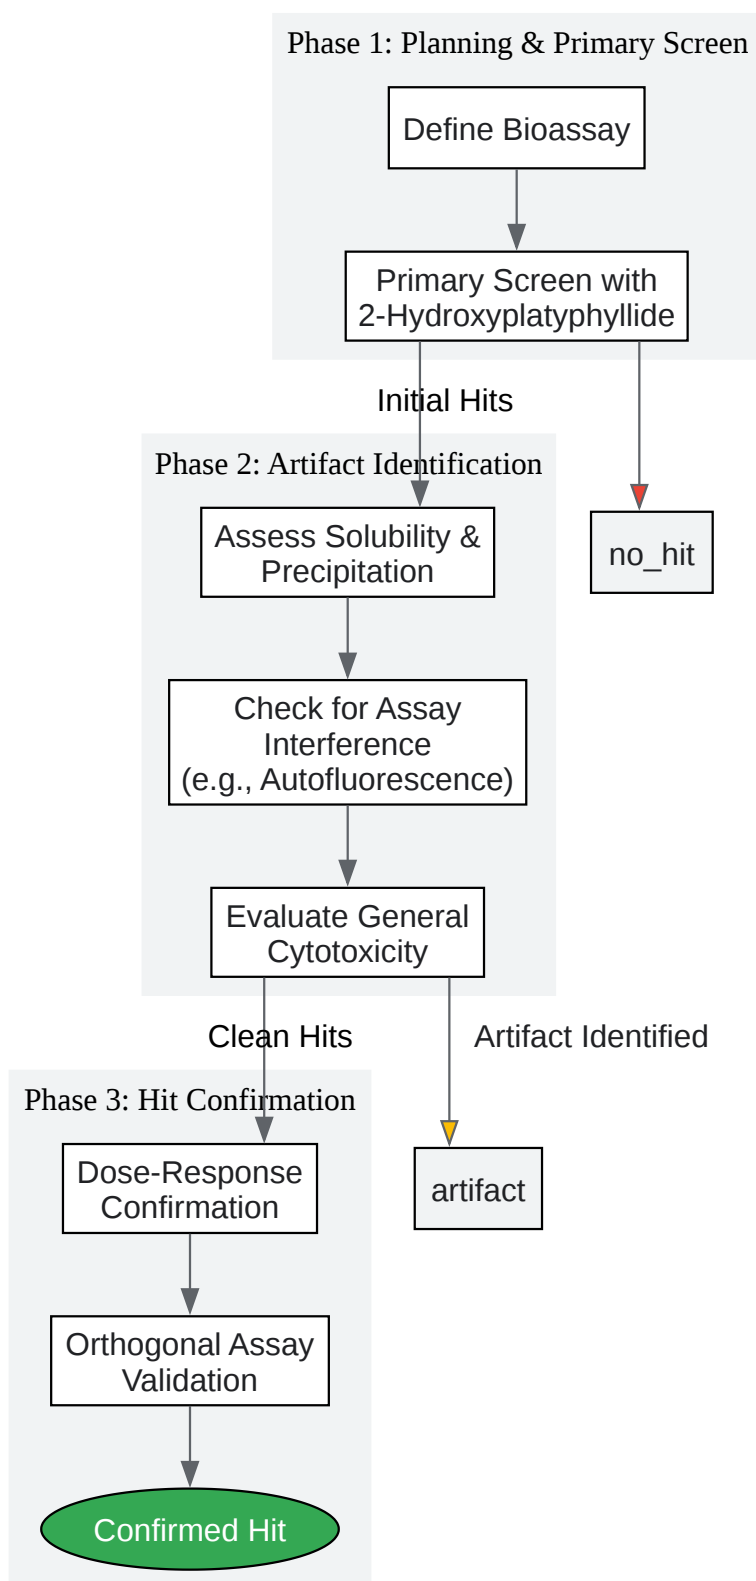 Phase 1: Planning & Primary Screen
Define Bioassay
Primary Screen with
2-Hydroxyplatyphyllide
Initial Hits
Phase 2: Artifact Identification
Assess Solubility &
Precipitation
no_hit
Check for Assay
Interference
(e.g., Autofluorescence)
Evaluate General
Cytotoxicity
Clean Hits
Artifact Identified
Phase 3: Hit Confirmation
Dose-Response
Confirmation
artifact
Orthogonal Assay
Validation
Confirmed Hit